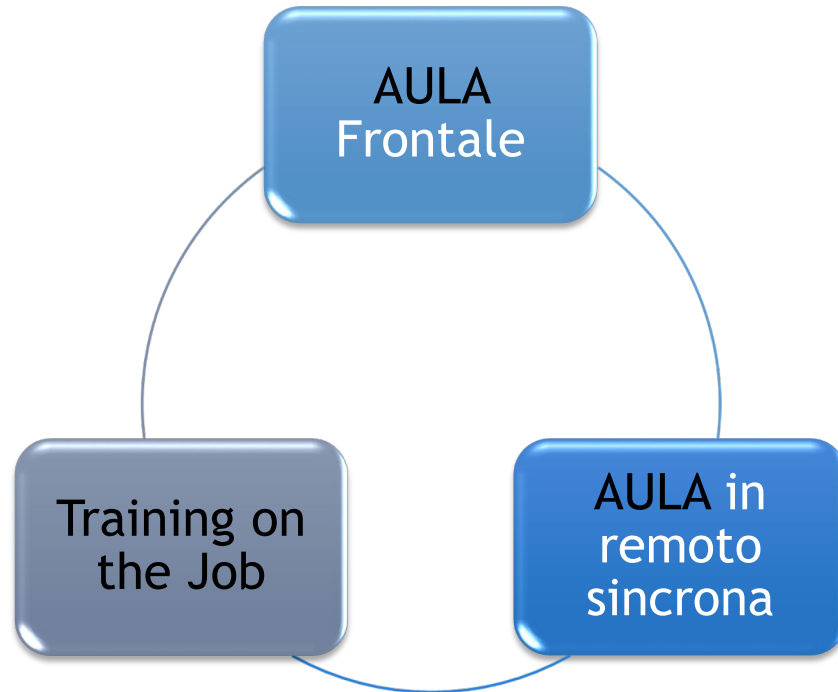 AULA
Frontale
AULA in
remoto
sincrona
Training on
the Job